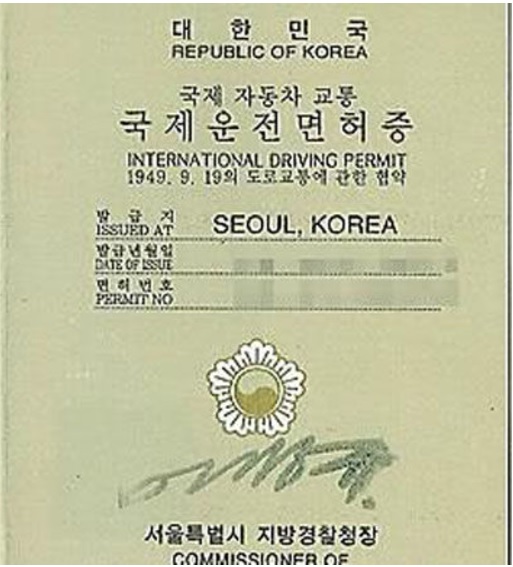 대 한 민 국
REPUBLIC OF KOREA
국제 자동차 교통
국제운전면허증
INTERNATIONAL DRIVING PERMIT
1949. 9. 19의 도로교통에 관한 협약
발 급 지
ISSUED AT SEOUL, KOREA
발급년월일
DATE OF ISSUE
면 허 번 호
PERMIT NO
서울특별시 지방경찰청장
COMMISSIONER OF